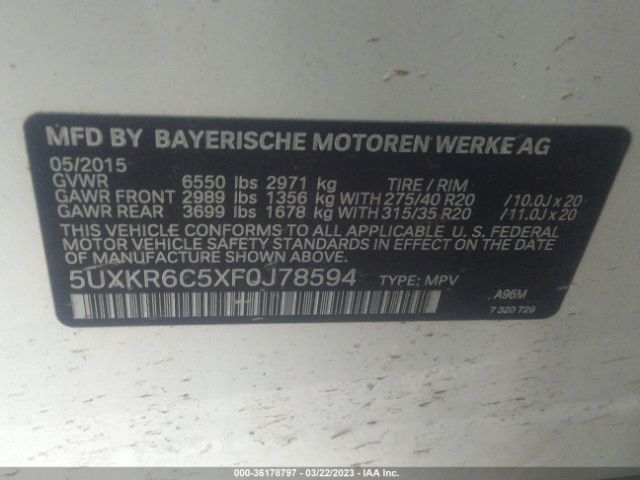 MFD BY BAYERISCHE MOTOREN WERKE AG
05/2015
GVWR 6550 lbs 2971 kg TIRE / RIM
GAWR FRONT 2989 lbs 1356 kg WITH 275/40 R20 /10.0J x 20
GAWR REAR 3699 lbs 1678 kg WITH 315/35 R20 /11.0J x 20
THIS VEHICLE CONFORMS TO ALL APPLICABLE U. S. FEDERAL
MOTOR VEHICLE SAFETY STANDARDS IN EFFECT ON THE DATE
OF MANUFACTURE SHOWN ABOVE.
5UXKR6C5XF0J78594 TYPE: MPV
A96M
7 320 729
000-36178797 - 03/22/2023 - IAA Inc.